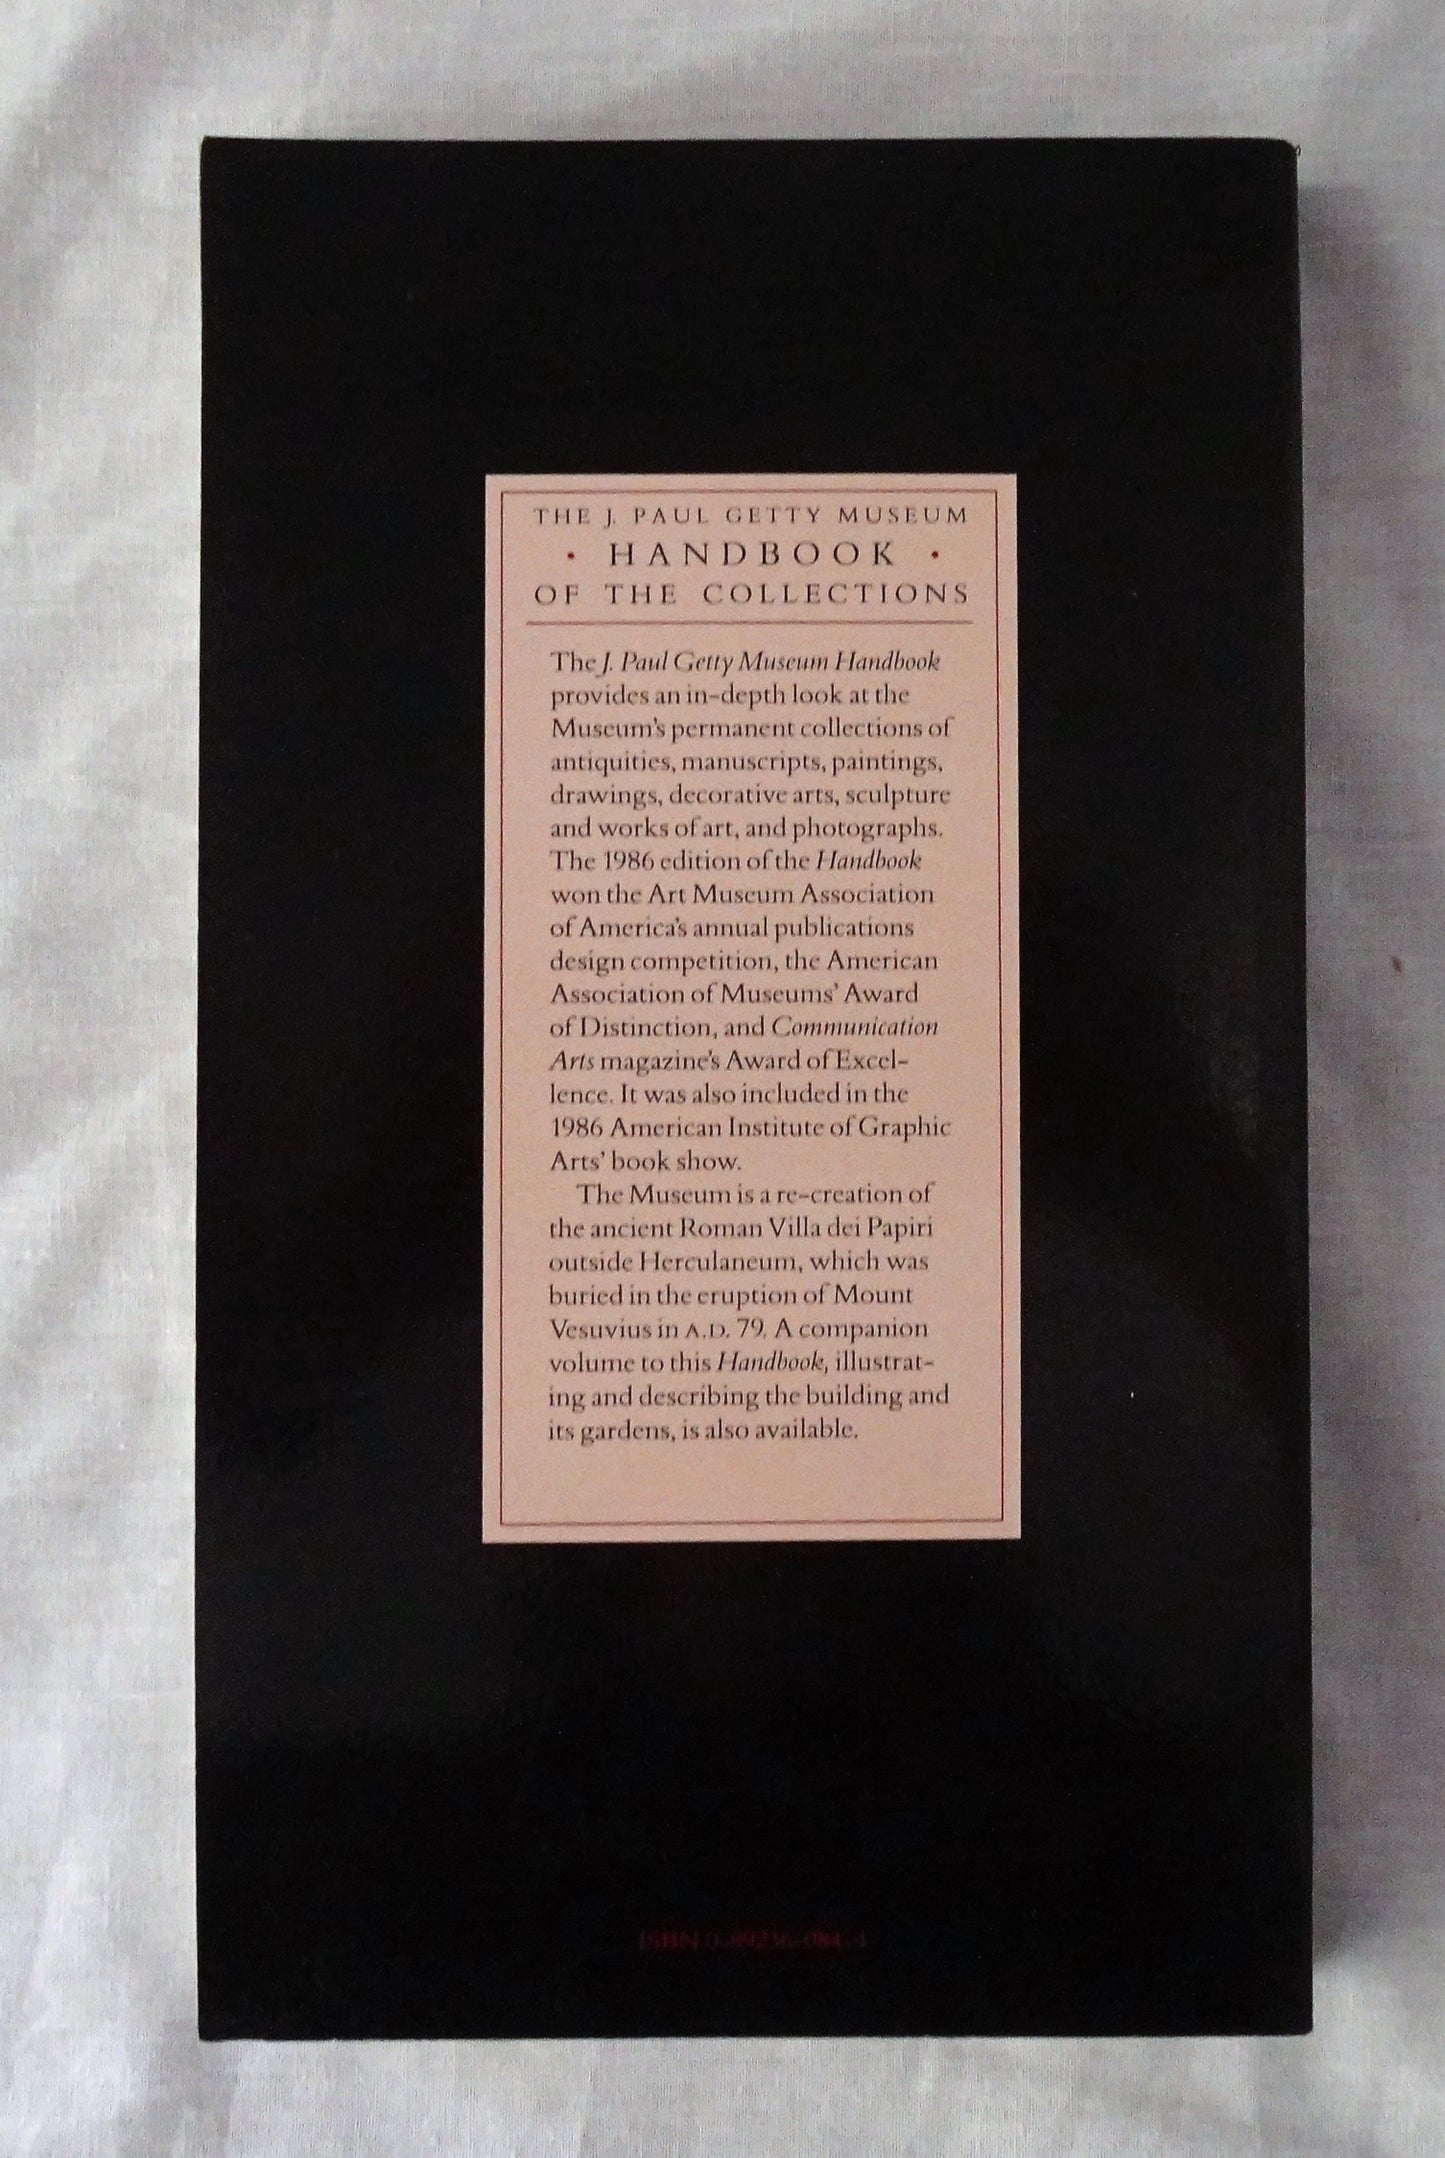 THE J. PAUL GETTY MUSEUM
· HANDBOOK ·
OF THE COLLECTIONS
The J. Paul Getty Museum Handbook
provides an in-depth look at the
Museum's permanent collections of
antiquities, manuscripts, paintings,
drawings, decorative arts, sculpture
and works of art, and photographs.
The 1986 edition of the Handbook
won the Art Museum Association
of America's annual publications
design competition, the American
Association of Museums' Award
of Distinction, and Communication
Arts magazine's Award of Excel-
lence. It was also included in the
1986 American Institute of Graphic
Arts' book show.
The Museum is a re-creation of
the ancient Roman Villa dei Papiri
outside Herculaneum, which was
buried in the eruption of Mount
Vesuvius in A.D. 79. A companion
volume to this Handbook, illustrat-
ing and describing the building and
its gardens, is also available.
ISBN